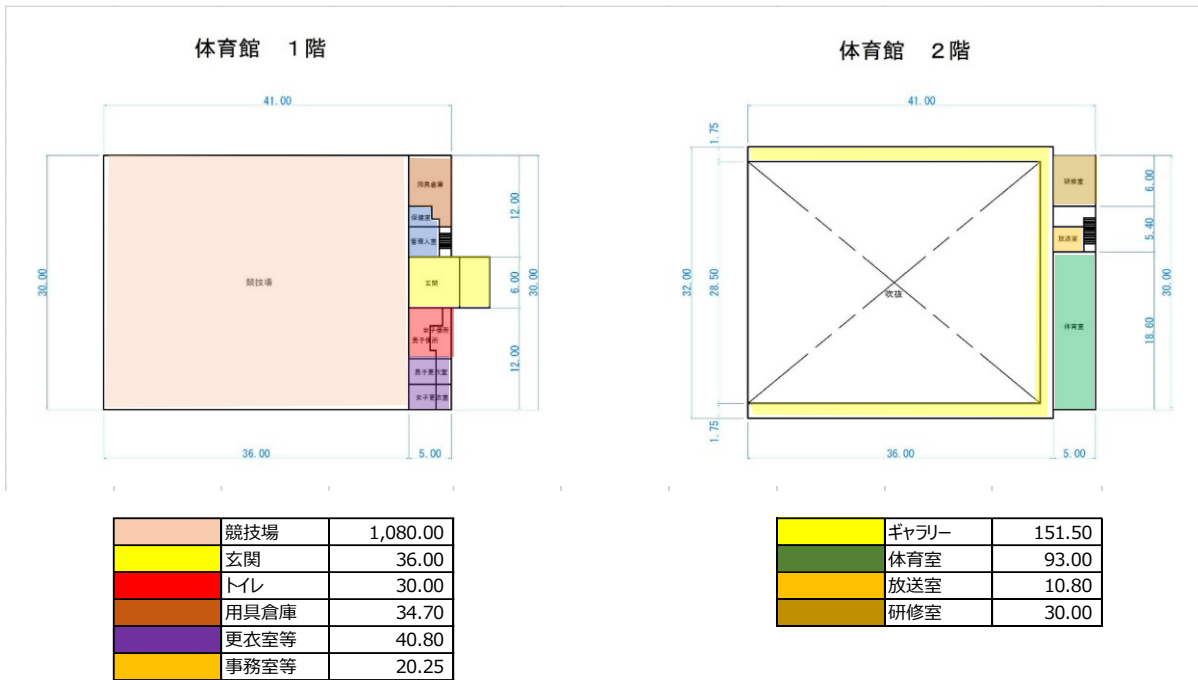 体育館　１階
体育館　２階
41.00
30.00
競技場
用具倉庫
保健室
管理人室
玄関
女子便所
男子便所
男子更衣室
女子更衣室
12.00
6.00
12.00
30.00
36.00
5.00
41.00
1.75
32.00
28.50
1.75
吹抜
研修室
放送室
体育室
6.00
5.40
18.60
30.00
36.00
5.00
競技場 1,080.00
玄関 36.00
トイレ 30.00
用具倉庫 34.70
更衣室等 40.80
事務室等 20.25
ギャラリー 151.50
体育室 93.00
放送室 10.80
研修室 30.00